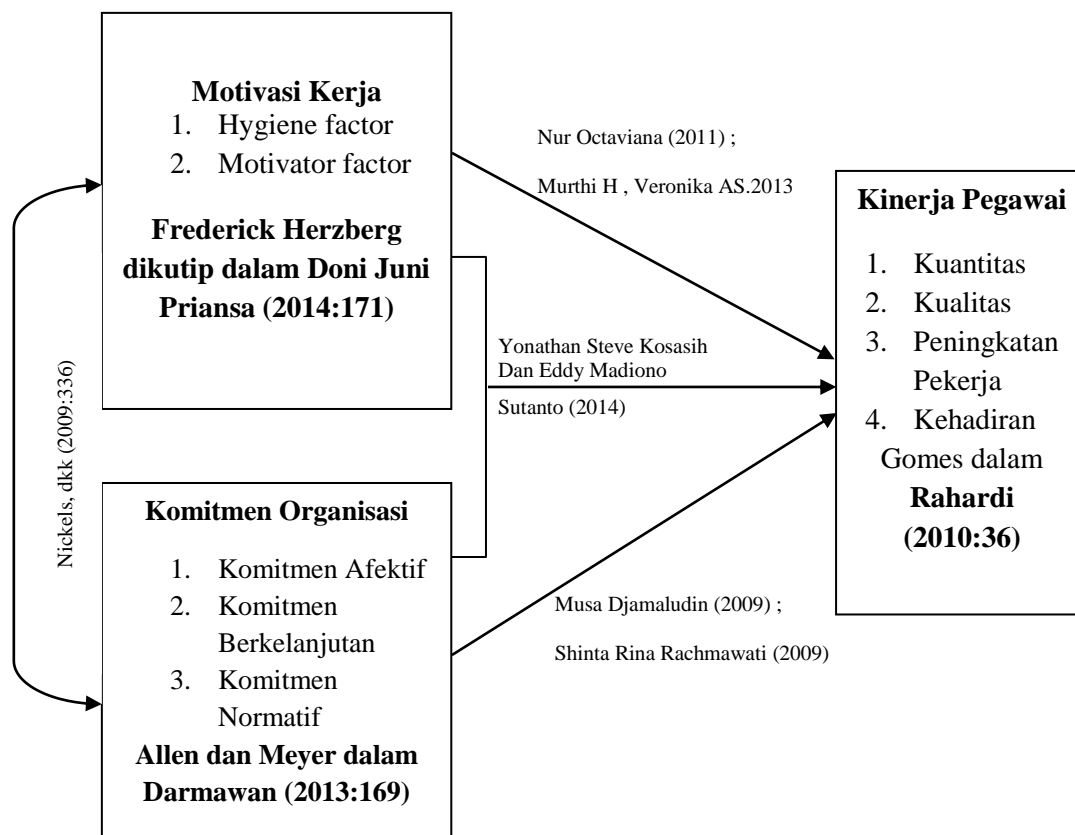 Motivasi Kerja
1. Hygiene factor
2. Motivator factor
Frederick Herzberg
dikutip dalam Doni Juni
Priansa (2014:171)
Nur Octaviana (2011) ;
Murthi H , Veronika AS.2013
Kinerja Pegawai
1. Kuantitas
2. Kualitas
3. Peningkatan
Pekerja
4. Kehadiran
Gomes dalam
Rahardi
(2010:36)
Nickels, dkk (2009:336)
Yonathan Steve Kosasih
Dan Eddy Madiono
Sutanto (2014)
Komitmen Organisasi
1. Komitmen Afektif
2. Komitmen
Berkelanjutan
3. Komitmen
Normatif
Allen dan Meyer dalam
Darmawan (2013:169)
Musa Djamaludin (2009) ;
Shinta Rina Rachmawati (2009)